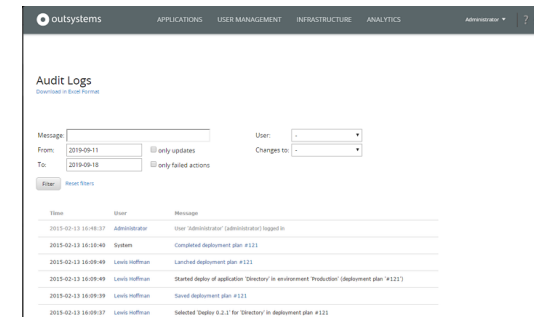 outsystems APPLICATIONS USER MANAGEMENT INFRASTRUCTURE ANALYTICS Administrator ?
Audit Logs
Download in Excel Format
Message: User: -
From: 2019-09-11 only updates Changes to: -
To: 2019-09-18 only failed actions
Filter Reset filters
Time User Message
2015-02-13 16:48:37 Administrator User 'Administrator' (administrator) logged in
2015-02-13 16:10:40 System Completed deployment plan #121
2015-02-13 16:09:49 Lewis Hoffman Lanched deployment plan #121
2015-02-13 16:09:49 Lewis Hoffman Started deploy of application 'Directory' in environment 'Production' (deployment plan '#121')
2015-02-13 16:09:39 Lewis Hoffman Saved deployment plan #121
2015-02-13 16:09:37 Lewis Hoffman Selected 'Deploy 0.2.1' for 'Directory' in deployment plan #121